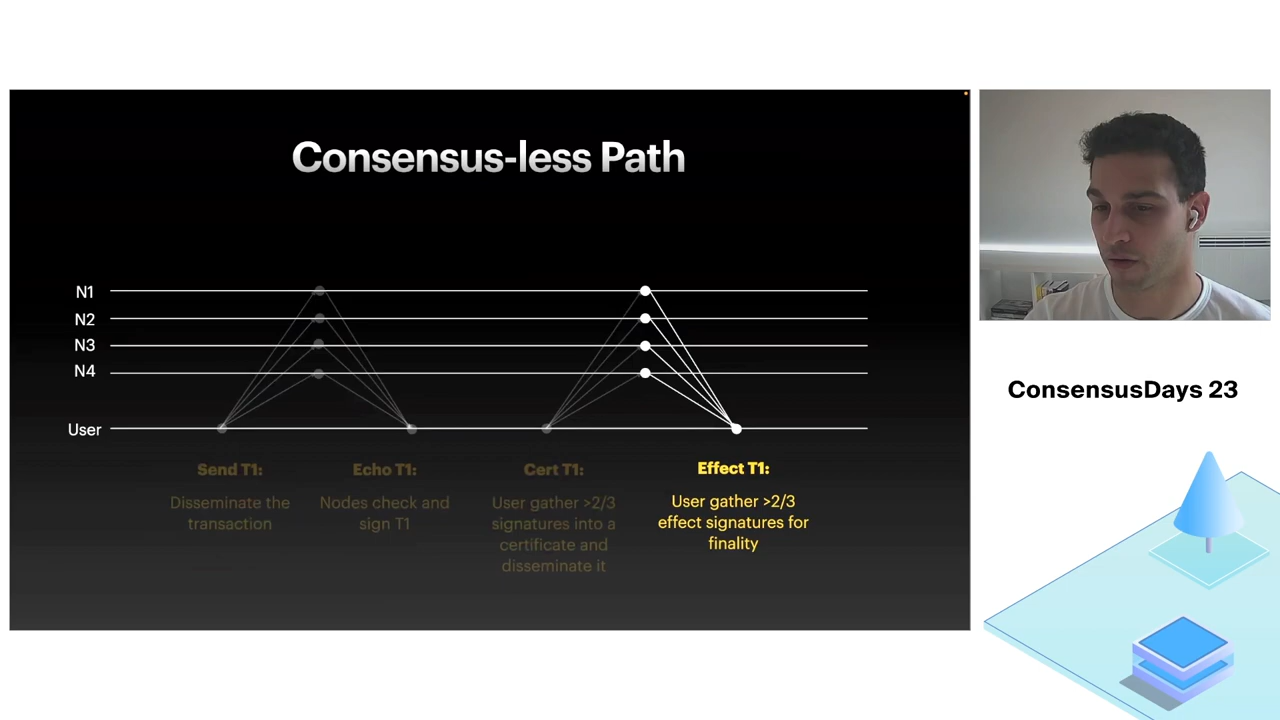 Consensus-less Path
N1
N2
N3
N4
User
Send T1:
Disseminate the
transaction
Echo T1:
Nodes check and
sign T1
Cert T1:
User gather >2/3
signatures into a
certificate and
disseminate it
Effect T1:
User gather >2/3
effect signatures for
finality
ConsensusDays 23